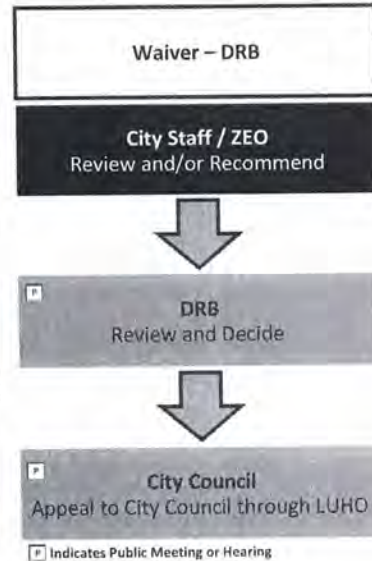 Waiver – DRB
City Staff / ZEO
Review and/or Recommend
P
DRB
Review and Decide
P
City Council
Appeal to City Council through LUHO
P Indicates Public Meeting or Hearing